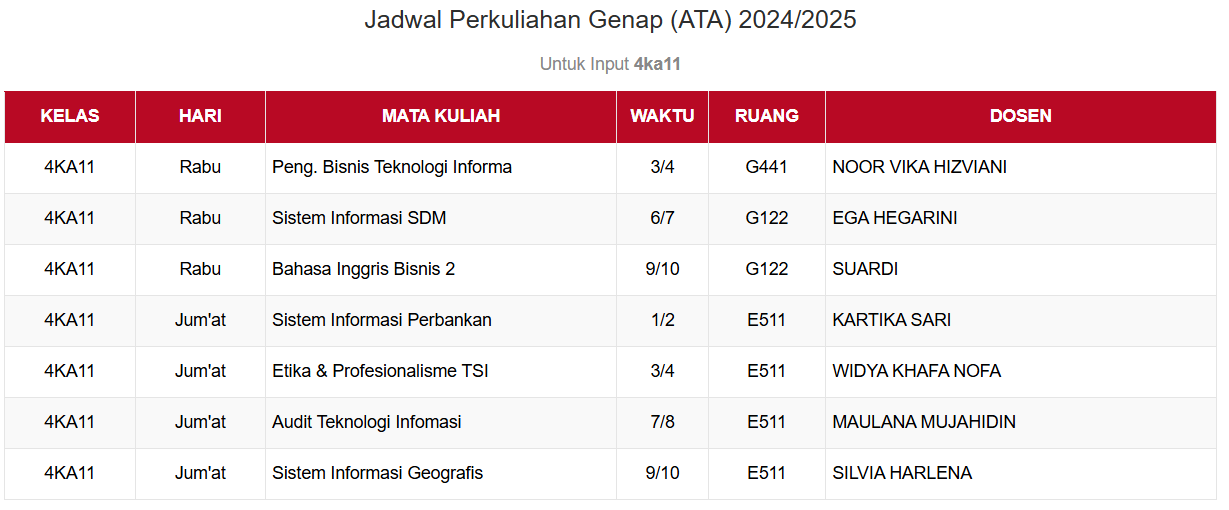 Jadwal Perkuliahan Genap (ATA) 2024/2025
Untuk Input 4ka11
KELAS HARI MATA KULIAH WAKTU RUANG DOSEN
4KA11 Rabu Peng. Bisnis Teknologi Informa 3/4 G441 NOOR VIKA HIZVIANI
4KA11 Rabu Sistem Informasi SDM 6/7 G122 EGA HEGARINI
4KA11 Rabu Bahasa Inggris Bisnis 2 9/10 G122 SUARDI
4KA11 Jum'at Sistem Informasi Perbankan 1/2 E511 KARTIKA SARI
4KA11 Jum'at Etika & Profesionalisme TSI 3/4 E511 WIDYA KHAFA NOFA
4KA11 Jum'at Audit Teknologi Infomasi 7/8 E511 MAULANA MUJAHIDIN
4KA11 Jum'at Sistem Informasi Geografis 9/10 E511 SILVIA HARLENA